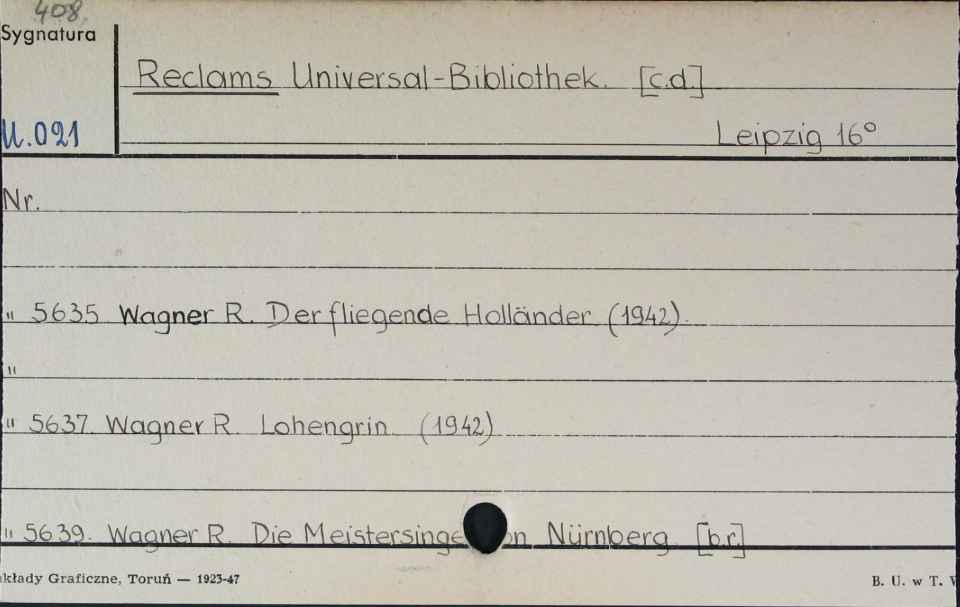 408.
Sygnatura
Reclams Universal-Bibliothek. [c.d.]
U.021
Leipzig 16°
Nr.
" 5635 Wagner R. Der fliegende Holländer (1942).
"
" 5637. Wagner R. Lohengrin (1942)
" 5639. Wagner R. Die Meistersinge on Nürnberg [b.r.]
kłady Graficzne, Toruń — 1923-47
B. U. w T.